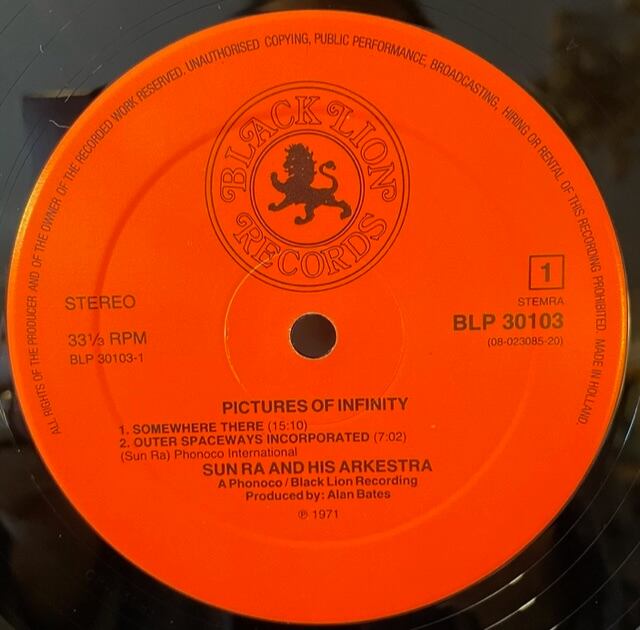 ALL RIGHTS OF THE PRODUCER AND OF THE OWNER OF THE RECORDED WORK RESERVED. UNAUTHORISED COPYING, PUBLIC PERFORMANCE, BROADCASTING, HIRING OR RENTAL OF THIS RECORDING PROHIBITED. MADE IN HOLLAND.
BLACK LION
RECORDS
1
STEREO
STEMRA
BLP 30103
33⅓ RPM
(08-023085-20)
BLP 30103-1
PICTURES OF INFINITY
1. SOMEWHERE THERE (15:10)
2. OUTER SPACEWAYS INCORPORATED (7:02)
(Sun Ra) Phonoco International
SUN RA AND HIS ARKESTRA
A Phonoco / Black Lion Recording
Produced by: Alan Bates
℗ 1971